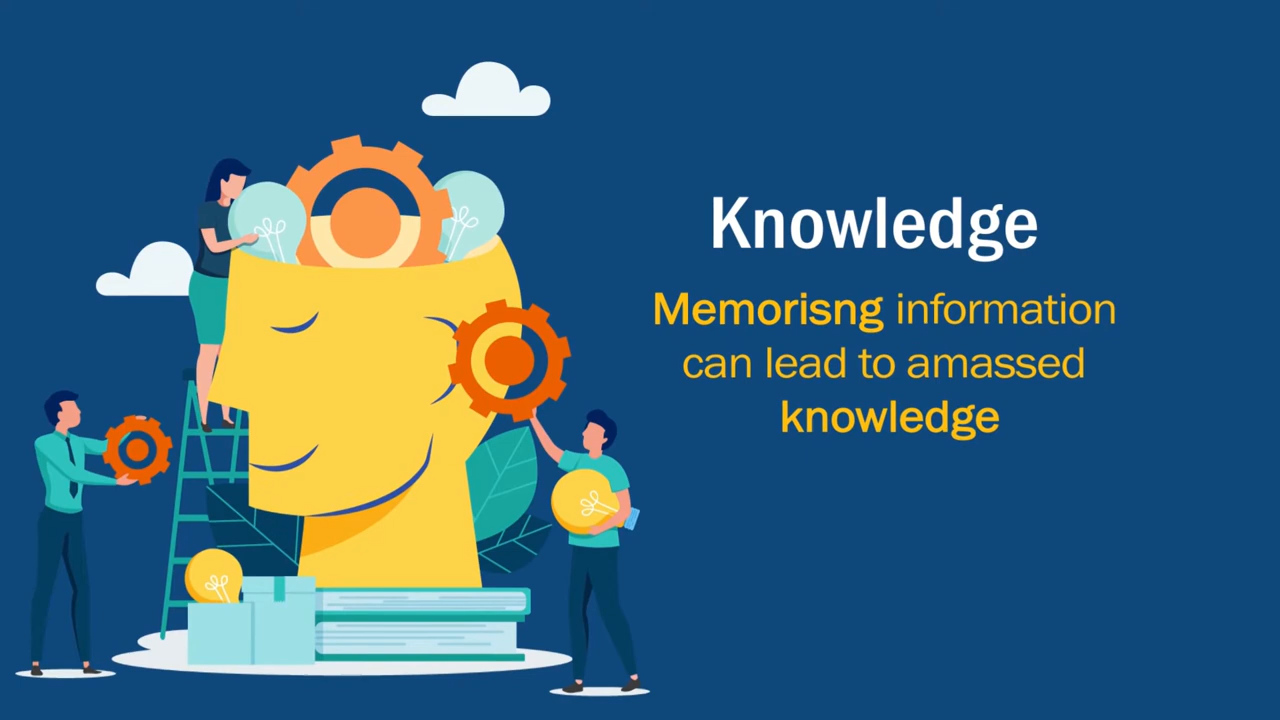 Knowledge
Memorisng information
can lead to amassed
knowledge